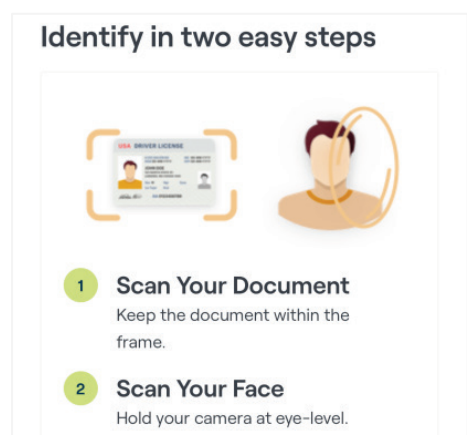 Identify in two easy steps
USA DRIVER LICENSE
1
Scan Your Document
Keep the document within the
frame.
2
Scan Your Face
Hold your camera at eye-level.